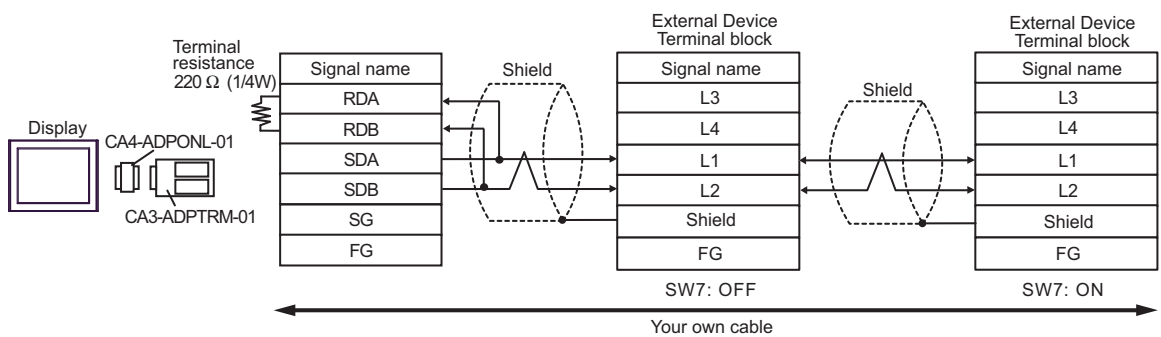 Display
CA4-ADPONL-01
CA3-ADPTRM-01
Terminal
resistance
220 Ω (1/4W)
Signal name
RDA
RDB
SDA
SDB
SG
FG
Shield
External Device
Terminal block
Signal name
L3
L4
L1
L2
Shield
FG
SW7: OFF
Shield
External Device
Terminal block
Signal name
L3
L4
L1
L2
Shield
FG
SW7: ON
Your own cable